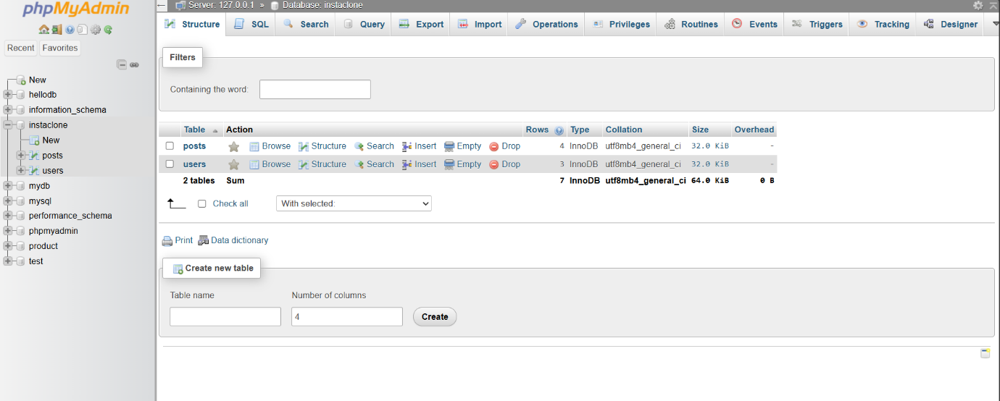 phpMyAdmin
Recent Favorites
New
hellodb
information_schema
instaclone
New
posts
users
mydb
mysql
performance_schema
phpmyadmin
product
test
Server: 127.0.0.1 » Database: instaclone
Structure SQL Search Query Export Import Operations Privileges Routines Events Triggers Tracking Designer
Filters
Containing the word:
Table Action Rows Type Collation Size Overhead
posts Browse Structure Search Insert Empty Drop 4 InnoDB utf8mb4_general_ci 32.0 KiB -
users Browse Structure Search Insert Empty Drop 3 InnoDB utf8mb4_general_ci 32.0 KiB -
2 tables Sum 7 InnoDB utf8mb4_general_ci 64.0 KiB 0 B
Check all With selected:
Print Data dictionary
Create new table
Table name Number of columns
4 Create